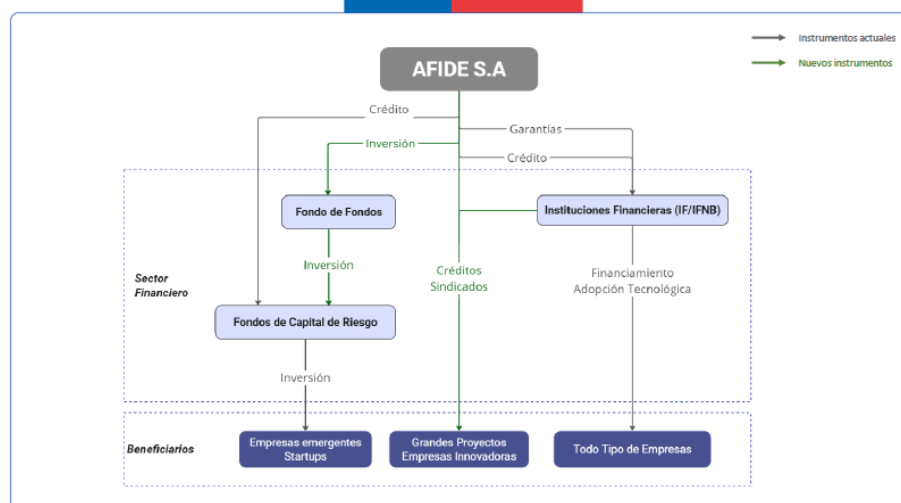 Instrumentos actuales
Nuevos instrumentos
AFIDE S.A
Crédito
Garantías
Inversión
Crédito
Fondo de Fondos
Instituciones Financieras (IF/IFNB)
Inversión
Créditos
Sindicados
Financiamiento
Adopción Tecnológica
Sector
Financiero
Fondos de Capital de Riesgo
Inversión
Beneficiarios
Empresas emergentes
Startups
Grandes Proyectos
Empresas Innovadoras
Todo Tipo de Empresas